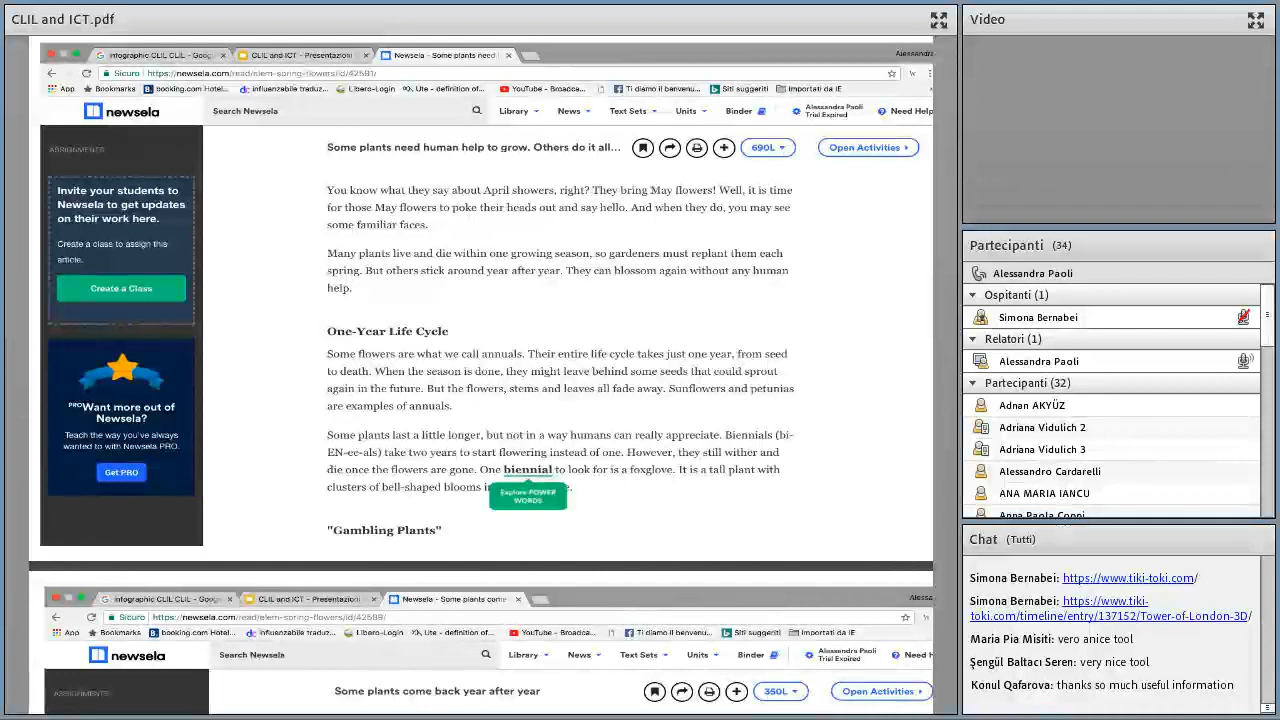 CLIL and ICT.pdf
infographic CLIL CLIL - Goog
CLIL and ICT - Presentazioni
Newsela - Some plants need
Alessandra
Sicuro https://newsela.com/read/elem-spring-flowers/id/42591/
App Bookmarks booking.com Hotel influenzabile traduz... Libero-Login Ute - definition of... YouTube - Broadca... Ti diamo il benvenu... Siti suggeriti Importati da IE
newsela
Search Newsela
Library News Text Sets Units Binder
Alessandra Paoli
Trial Expired
Need Help
ASSIGNMENTS
Invite your students to
Newsela to get updates
on their work here.
Create a class to assign this
article.
Create a Class
PRO Want more out of
Newsela?
Teach the way you've always
wanted to with Newsela PRO.
Get PRO
Some plants need human help to grow. Others do it all...
690L
Open Activities
You know what they say about April showers, right? They bring May flowers! Well, it is time
for those May flowers to poke their heads out and say hello. And when they do, you may see
some familiar faces.
Many plants live and die within one growing season, so gardeners must replant them each
spring. But others stick around year after year. They can blossom again without any human
help.
One-Year Life Cycle
Some flowers are what we call annuals. Their entire life cycle takes just one year, from seed
to death. When the season is done, they might leave behind some seeds that could sprout
again in the future. But the flowers, stems and leaves all fade away. Sunflowers and petunias
are examples of annuals.
Some plants last a little longer, but not in a way humans can really appreciate. Biennials (bi-
EN-ee-als) take two years to start flowering instead of one. However, they still wither and
die once the flowers are gone. One biennial to look for is a foxglove. It is a tall plant with
clusters of bell-shaped blooms
Explore POWER
WORDS
"Gambling Plants"
infographic CLIL CLIL - Goog
CLIL and ICT - Presentazioni
Newsela - Some plants come
Alessa
Sicuro https://newsela.com/read/elem-spring-flowers/id/42589/
App Bookmarks booking.com Hotel influenzabile traduz... Libero-Login Ute - definition of... YouTube - Broadca... Ti diamo il benvenu... Siti suggeriti Importati da IE
newsela
Search Newsela
Library News Text Sets Units Binder
Alessandra Paoli
Trial Expired
Need H
ASSIGNMENTS
Some plants come back year after year
350L
Open Activities
Video
Partecipanti (34)
Alessandra Paoli
Ospitanti (1)
Simona Bernabei
Relatori (1)
Alessandra Paoli
Partecipanti (32)
Adnan AKYÜZ
Adriana Vidulich 2
Adriana Vidulich 3
Alessandro Cardarelli
ANA MARIA IANCU
Anna Paola Coppi
Chat (Tutti)
Simona Bernabei: https://www.tiki-toki.com/
Simona Bernabei: https://www.tiki-
toki.com/timeline/entry/137152/Tower-of-London-3D/
Maria Pia Misiti: vero anice tool
Şengül Baltacı Seren: very nice tool
Konul Qafarova: thanks so much useful information